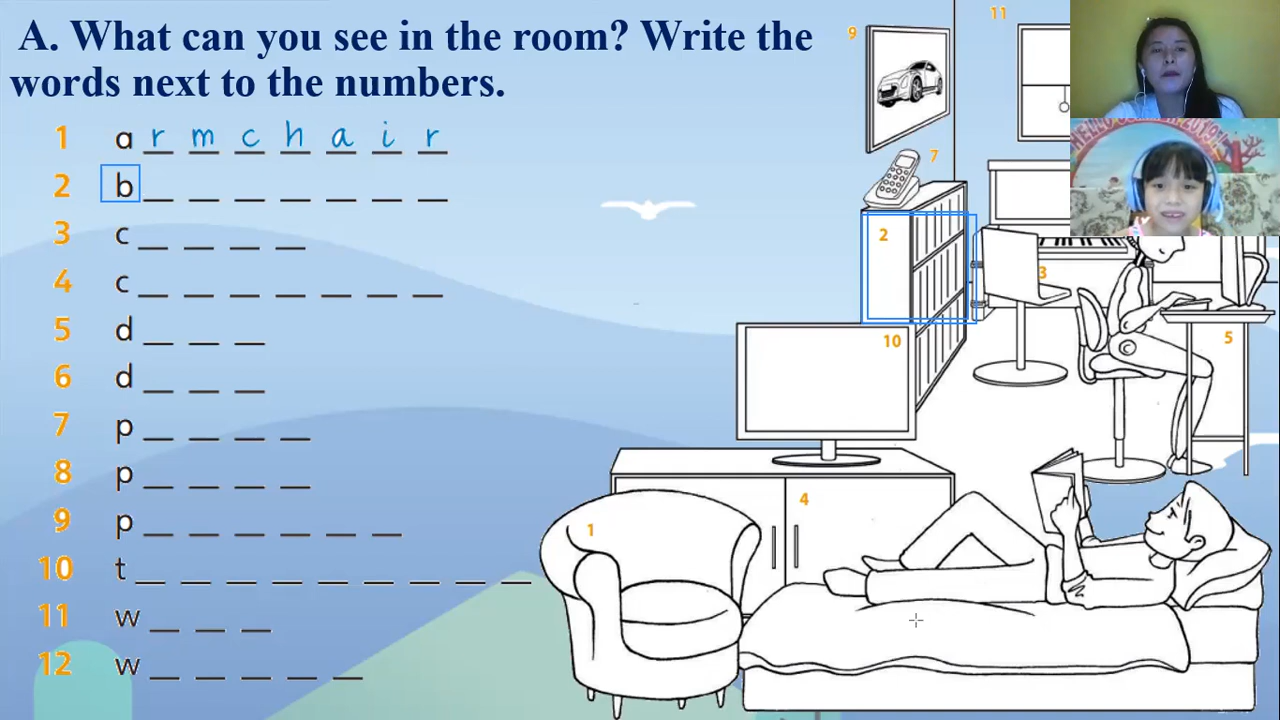 A. What can you see in the room? Write the
words next to the numbers.
1 a r m c h a i r
2 b _ _ _ _ _ _ _
3 c _ _ _ _
4 c _ _ _ _ _ _ _
5 d _ _ _
6 d _ _ _
7 p _ _ _ _
8 p _ _ _ _
9 p _ _ _ _ _ _
10 t _ _ _ _ _ _ _ _ _
11 w _ _ _
12 w _ _ _ _ _
9
11
7
2
3
10
5
4
1